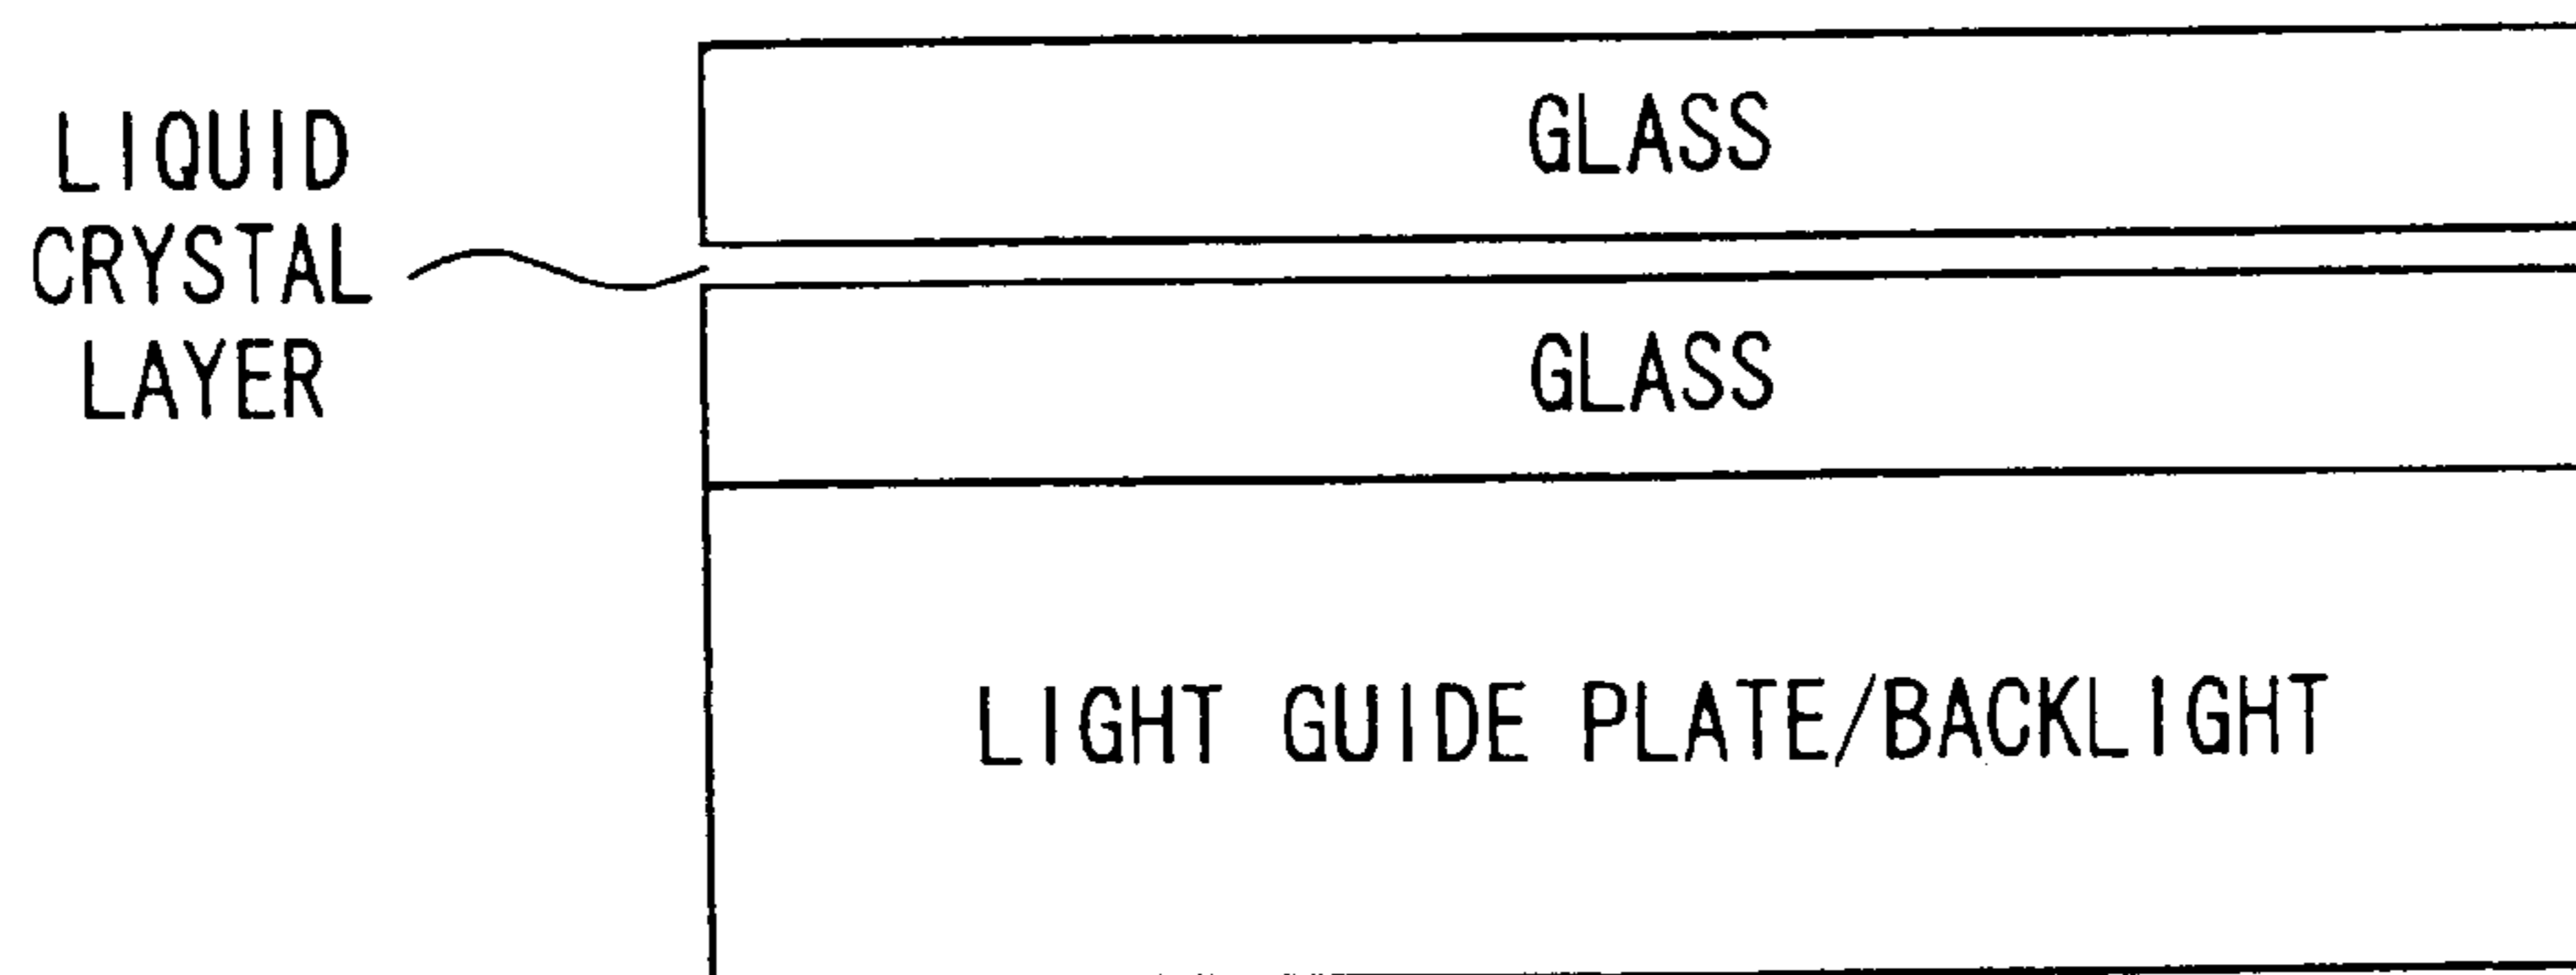 GLASS
LIQUID
CRYSTAL
LAYER
GLASS
LIGHT GUIDE PLATE/BACKLIGHT